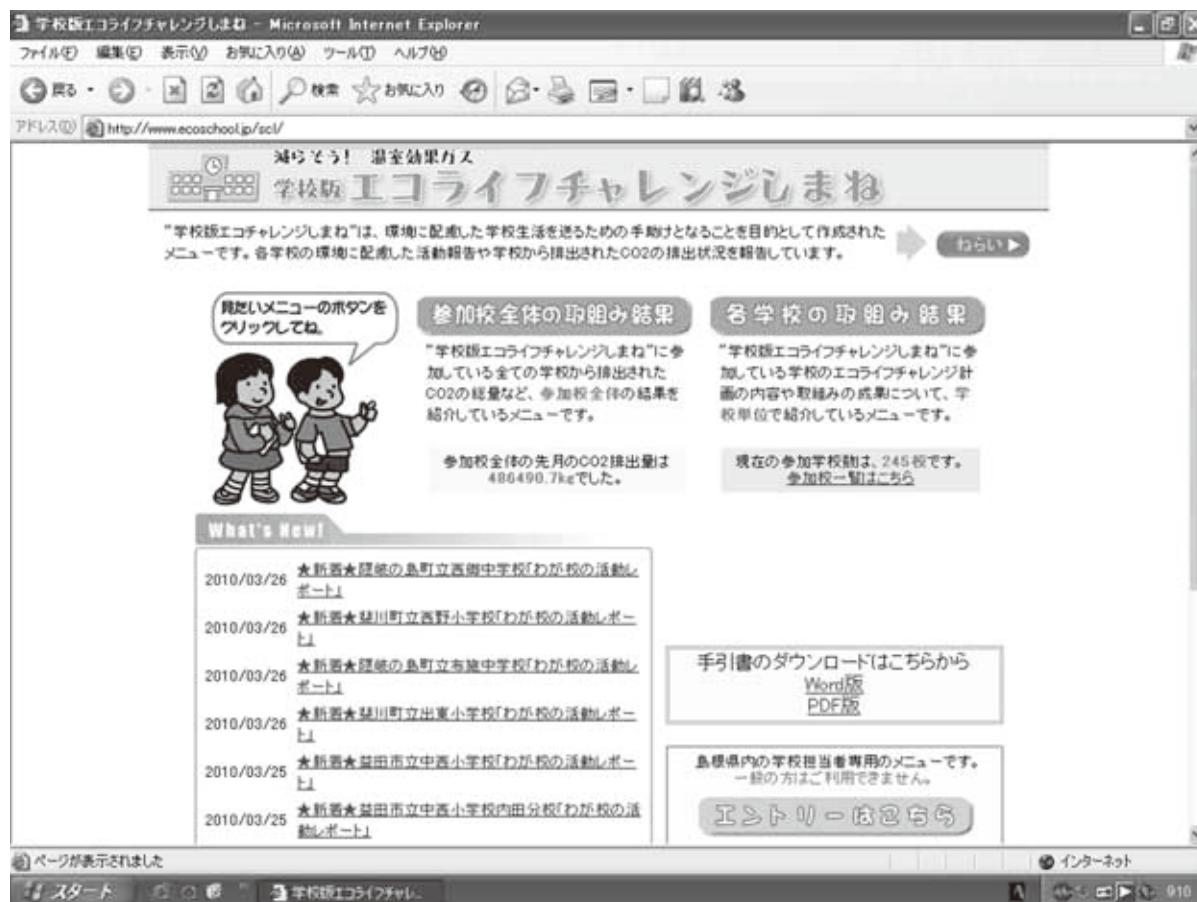 学校版エコライフチャレンジしまね - Microsoft Internet Explorer
ファイル(F) 編集(E) 表示(V) お気に入り(A) ツール(T) ヘルプ(H)
戻る 検索 お気に入り
アドレス(D) http://www.ecoschool.jp/scl/
減らそう! 温室効果ガス
学校版 エコライフチャレンジしまね
"学校版エコチャレンジしまね"は、環境に配慮した学校生活を送るための手助けとなることを目的として作成された
メニューです。各学校の環境に配慮した活動報告や学校から排出されたCO2の排出状況を報告しています。
ねらい
見たいメニューのボタンを
クリックしてね。
参加校全体の取組み結果
"学校版エコライフチャレンジしまね"に参
加している全ての学校から排出された
CO2の総量など、参加校全体の結果を
紹介しているメニューです。
参加校全体の先月のCO2排出量は
486490.7kgでした。
各学校の取組み結果
"学校版エコライフチャレンジしまね"に参
加している学校のエコライフチャレンジ計
画の内容や取組みの成果について、学
校単位で紹介しているメニューです。
現在の参加学校数は、245校です。
参加校一覧はこちら
What's New!
2010/03/26 ★新着★隠岐の島町立西郷中学校「わが校の活動レ
ポート」
2010/03/26 ★新着★斐川町立西野小学校「わが校の活動レポー
ト」
2010/03/26 ★新着★隠岐の島町立布施中学校「わが校の活動レ
ポート」
2010/03/26 ★新着★斐川町立出東小学校「わが校の活動レポー
ト」
2010/03/25 ★新着★益田市立中西小学校「わが校の活動レポー
ト」
2010/03/25 ★新着★益田市立中西小学校内田分校「わが校の活
動レポート」
手引書のダウンロードはこちらから
Word版
PDF版
島根県内の学校担当者専用のメニューです。
一般の方はご利用できません。
エントリーはこちら
ページが表示されました インターネット
スタート 学校版エコライフチャレ... A 9:10